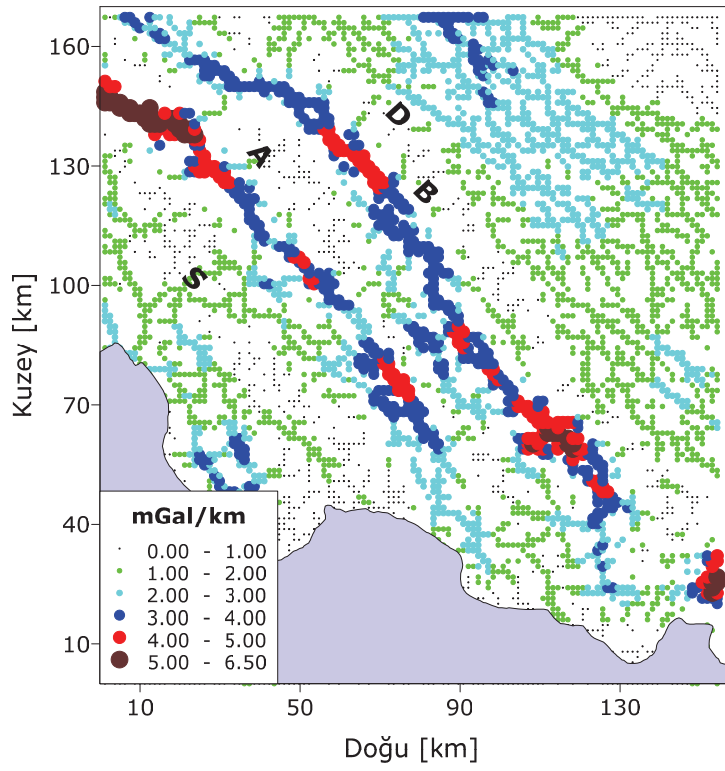 160
130
100
70
40
10
Kuzey [km]
D
A
B
S
mGal/km
0.00 - 1.00
1.00 - 2.00
2.00 - 3.00
3.00 - 4.00
4.00 - 5.00
5.00 - 6.50
10 50 90 130
Doğu [km]